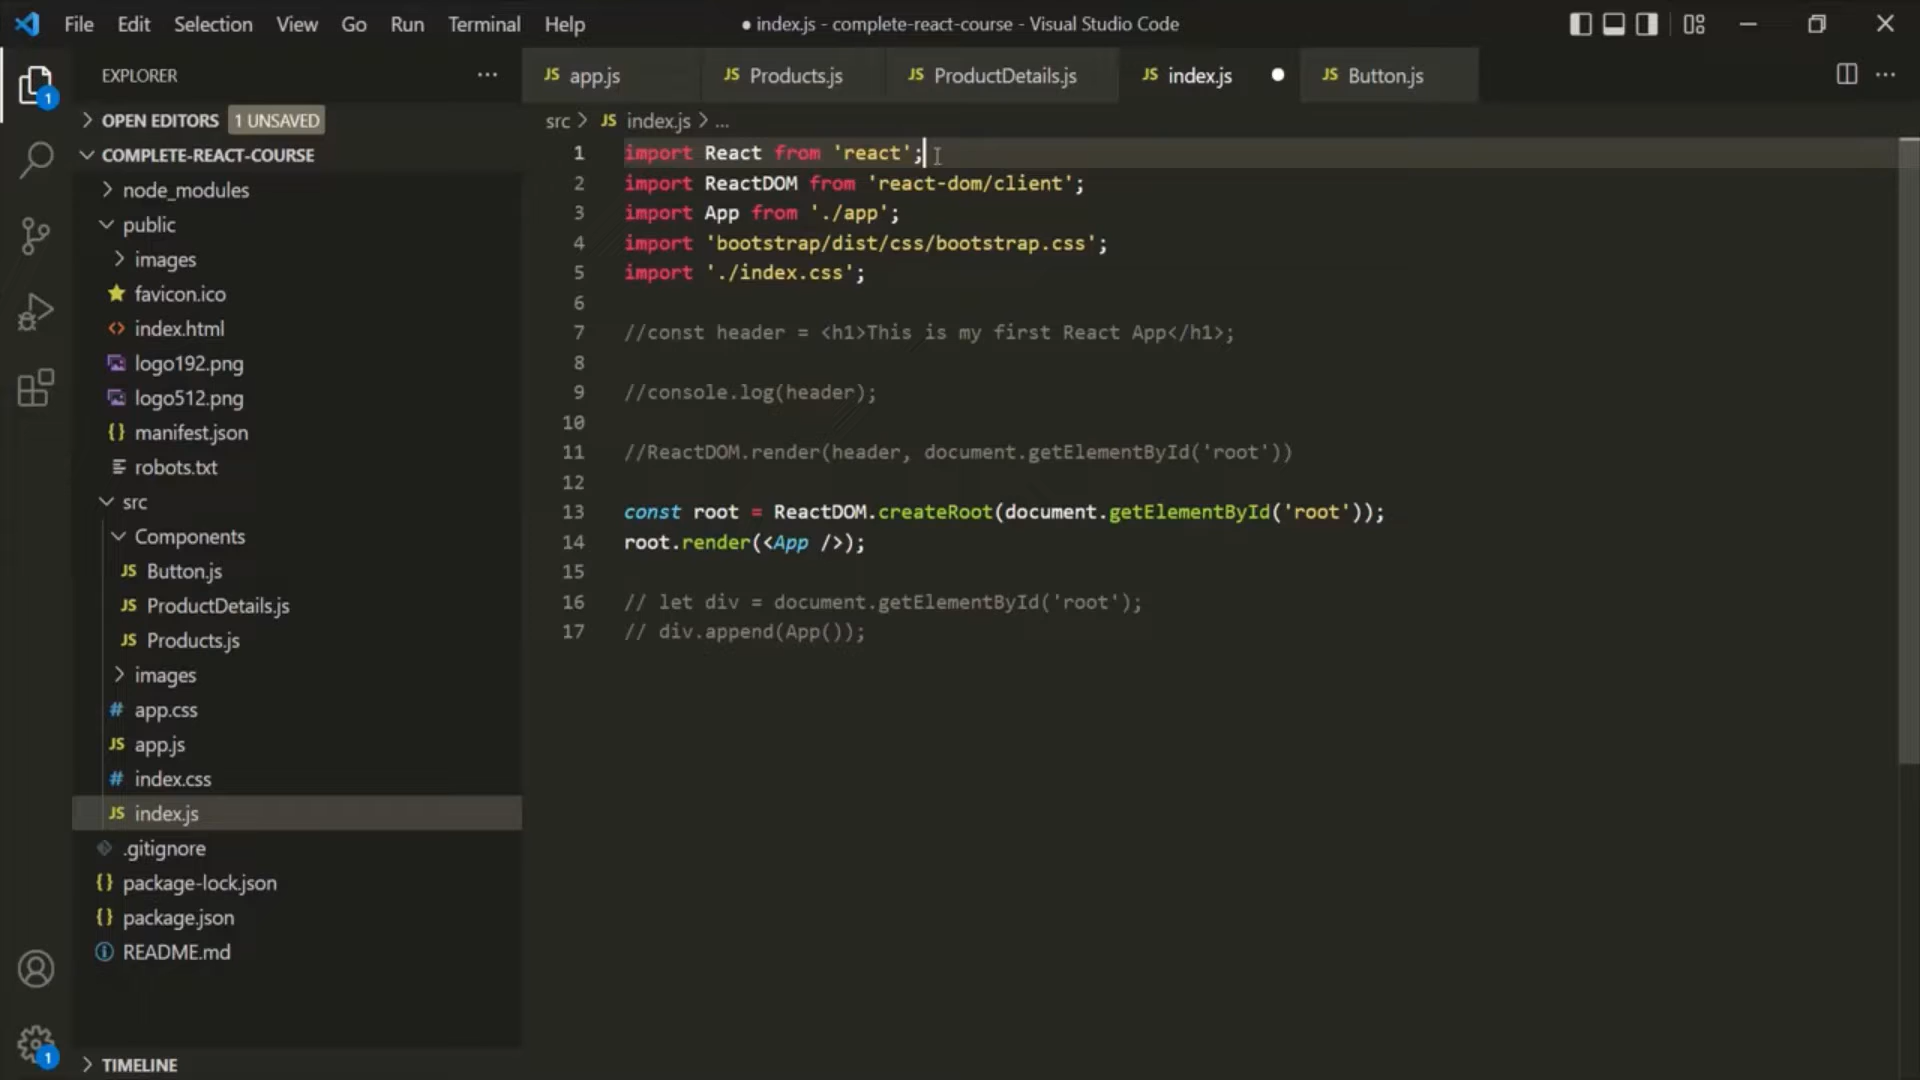 File Edit Selection View Go Run Terminal Help
● index.js - complete-react-course - Visual Studio Code
EXPLORER ...
OPEN EDITORS 1 UNSAVED
COMPLETE-REACT-COURSE
node_modules
public
images
favicon.ico
<> index.html
logo192.png
logo512.png
{} manifest.json
robots.txt
src
Components
JS Button.js
JS ProductDetails.js
JS Products.js
images
# app.css
JS app.js
# index.css
JS index.js
.gitignore
{} package-lock.json
{} package.json
README.md
TIMELINE
1
1
JS app.js JS Products.js JS ProductDetails.js JS index.js ● JS Button.js
src > JS index.js > ...
1 import React from 'react';
2 import ReactDOM from 'react-dom/client';
3 import App from './app';
4 import 'bootstrap/dist/css/bootstrap.css';
5 import './index.css';
6
7 //const header = <h1>This is my first React App</h1>;
8
9 //console.log(header);
10
11 //ReactDOM.render(header, document.getElementById('root'))
12
13 const root = ReactDOM.createRoot(document.getElementById('root'));
14 root.render(<App />);
15
16 // let div = document.getElementById('root');
17 // div.append(App());